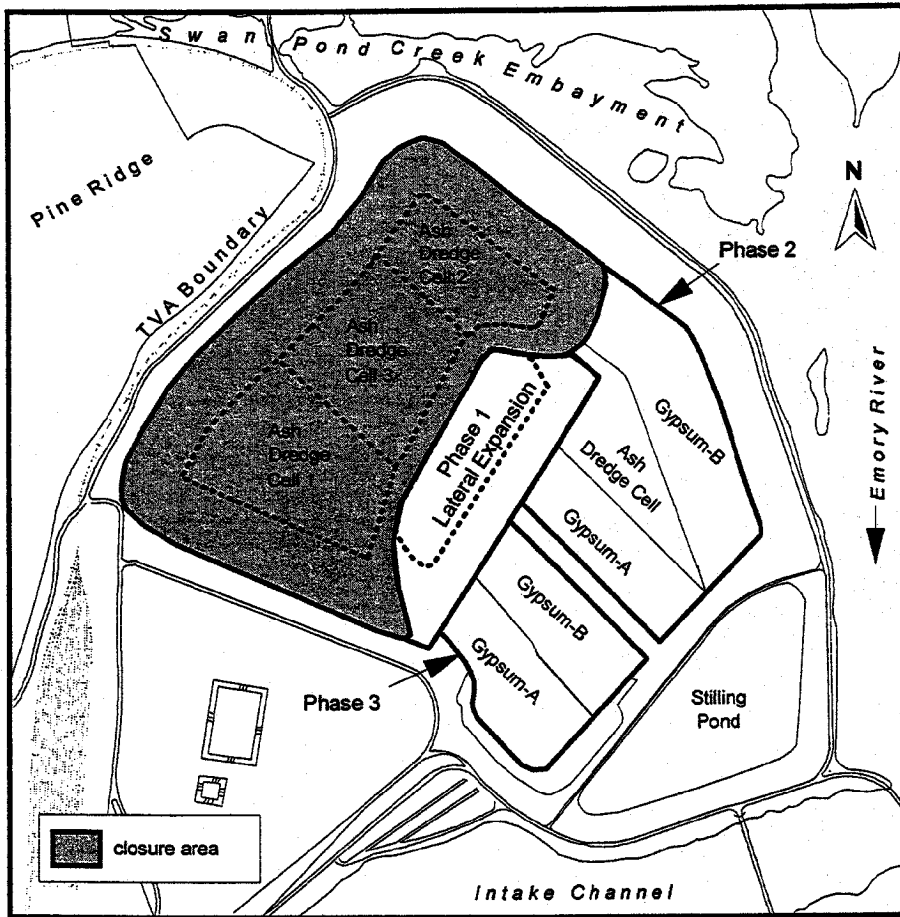 Swan Pond Creek Embayment
Pine Ridge
TVA Boundary
N
Phase 2
Emory River
Ash
Dredge
Cell 2
Ash
Dredge
Cell 3
Ash
Dredge
Cell 1
Phase 1
Lateral Expansion
Gypsum-B
Ash
Dredge Cell
Gypsum-A
Gypsum-B
Gypsum-A
Phase 3
Stilling
Pond
closure area
Intake Channel